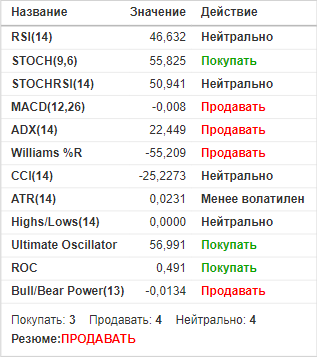 Название Значение Действие
RSI(14) 46,632 Нейтрально
STOCH(9,6) 55,825 Покупать
STOCHRSI(14) 50,941 Нейтрально
MACD(12,26) -0,008 Продавать
ADX(14) 22,449 Продавать
Williams %R -55,209 Продавать
CCI(14) -25,2273 Нейтрально
ATR(14) 0,0231 Менее волатилен
Highs/Lows(14) 0,0000 Нейтрально
Ultimate Oscillator 56,991 Покупать
ROC 0,491 Покупать
Bull/Bear Power(13) -0,0134 Продавать
Покупать: 3 Продавать: 4 Нейтрально: 4
Резюме:ПРОДАВАТЬ